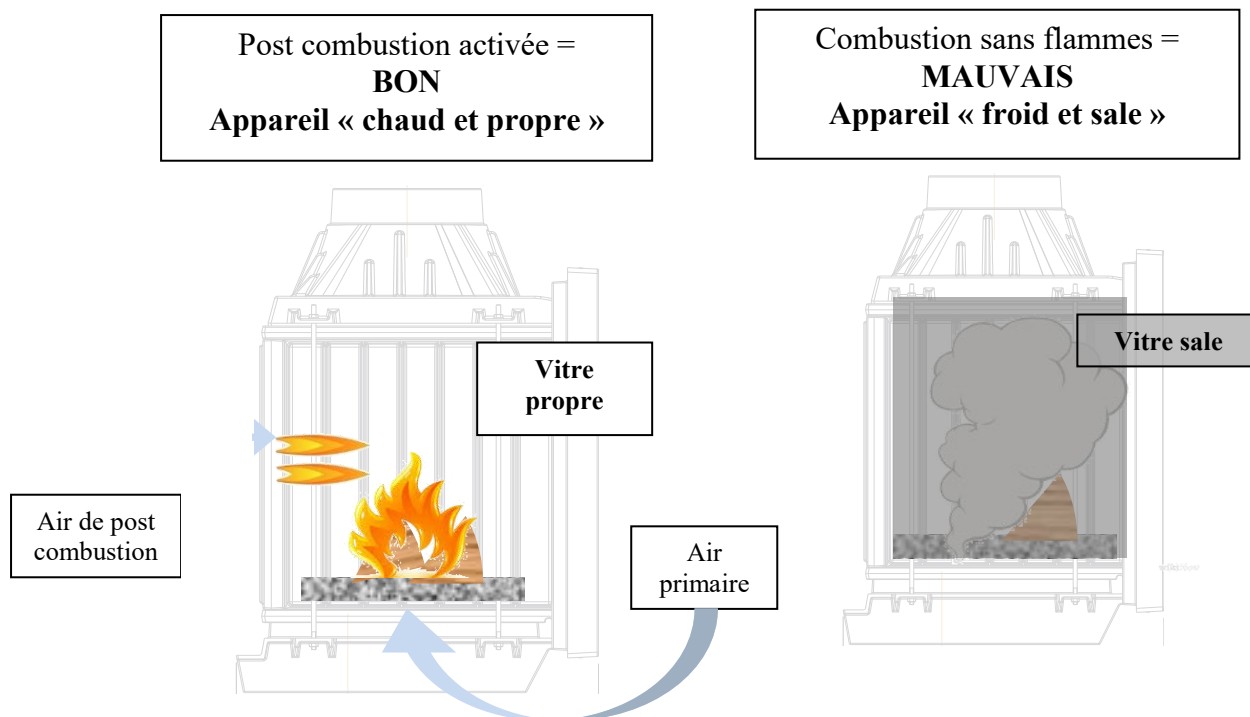 Post combustion activée =
BON
Appareil « chaud et propre »
Combustion sans flammes =
MAUVAIS
Appareil « froid et sale »
Vitre
propre
Vitre sale
Air de post
combustion
Air
primaire